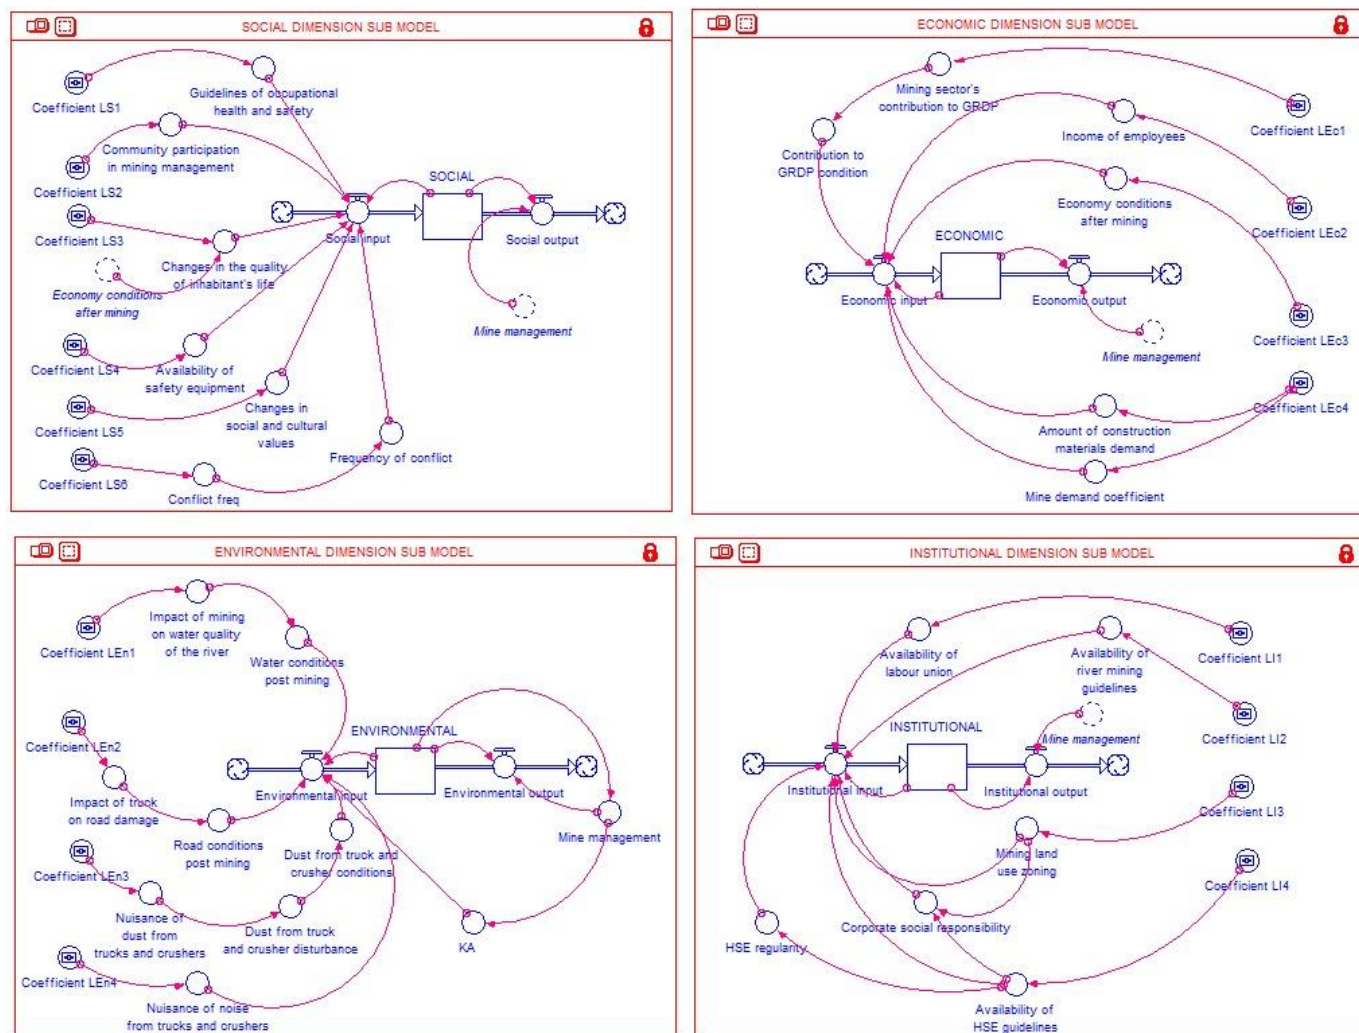 SOCIAL DIMENSION SUB MODEL
Coefficient LS1
Guidelines of occupational
health and safety
Community participation
in mining management
Coefficient LS2
SOCIAL
Coefficient LS3
Social input
Social output
Changes in the quality
of inhabitant's life
Economy conditions
after mining
Mine management
Coefficient LS4
Availability of
safety equipment
Coefficient LS5
Changes in
social and cultural
values
Frequency of conflict
Coefficient LS6
Conflict freq
ECONOMIC DIMENSION SUB MODEL
Mining sector's
contribution to GRDP
Coefficient LEc1
Income of employees
Contribution to
GRDP condition
Economy conditions
after mining
Coefficient LEc2
ECONOMIC
Economic input
Economic output
Coefficient LEc3
Mine management
Coefficient LEc4
Amount of construction
materials demand
Mine demand coefficient
ENVIRONMENTAL DIMENSION SUB MODEL
Impact of mining
on water quality
of the river
Coefficient LEn1
Water conditions
post mining
ENVIRONMENTAL
Coefficient LEn2
Environmental input
Environmental output
Impact of truck
on road damage
Mine management
Road conditions
post mining
Dust from truck and
crusher conditions
Coefficient LEn3
Nuisance of
dust from
trucks and crushers
Dust from truck
and crusher disturbance
KA
Coefficient LEn4
Nuisance of noise
from trucks and crushers
INSTITUTIONAL DIMENSION SUB MODEL
Availability of
labour union
Availability of
river mining
guidelines
Coefficient LI1
INSTITUTIONAL
Mine management
Coefficient LI2
Institutional input
Institutional output
Coefficient LI3
Mining land
use zoning
Coefficient LI4
Corporate social responsibility
HSE regularity
Availability of
HSE guidelines